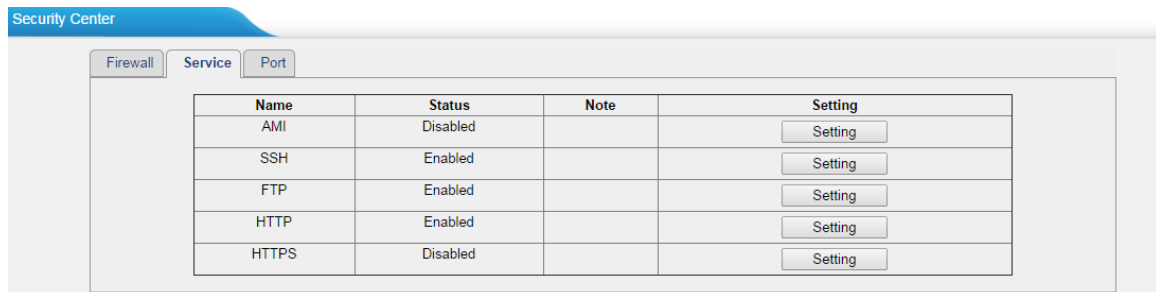 Security Center
Firewall Service Port
Name Status Note Setting
AMI Disabled Setting
SSH Enabled Setting
FTP Enabled Setting
HTTP Enabled Setting
HTTPS Disabled Setting